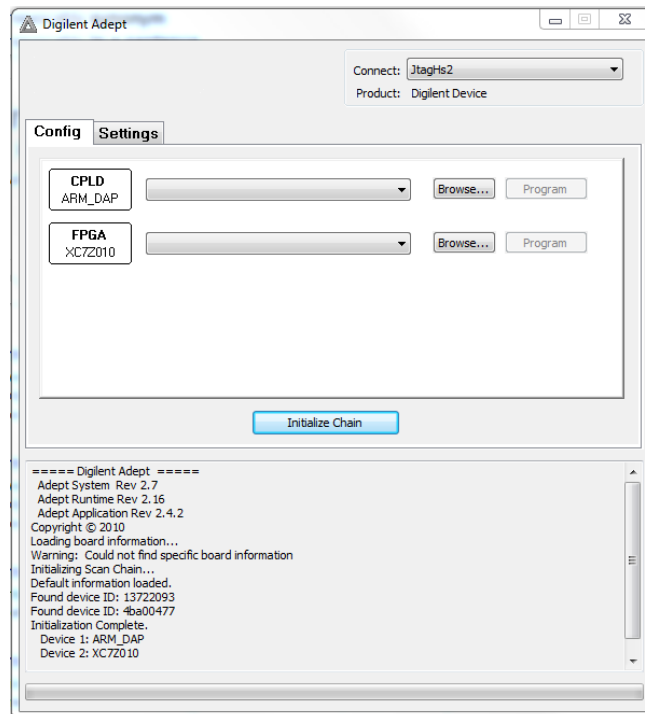 Digilent Adept
Connect: JtagHs2
Product: Digilent Device
Config Settings
CPLD
ARM_DAP
Browse... Program
FPGA
XC7Z010
Browse... Program
Initialize Chain
===== Digilent Adept =====
Adept System Rev 2.7
Adept Runtime Rev 2.16
Adept Application Rev 2.4.2
Copyright © 2010
Loading board information...
Warning: Could not find specific board information
Initializing Scan Chain...
Default information loaded.
Found device ID: 13722093
Found device ID: 4ba00477
Initialization Complete.
Device 1: ARM_DAP
Device 2: XC7Z010